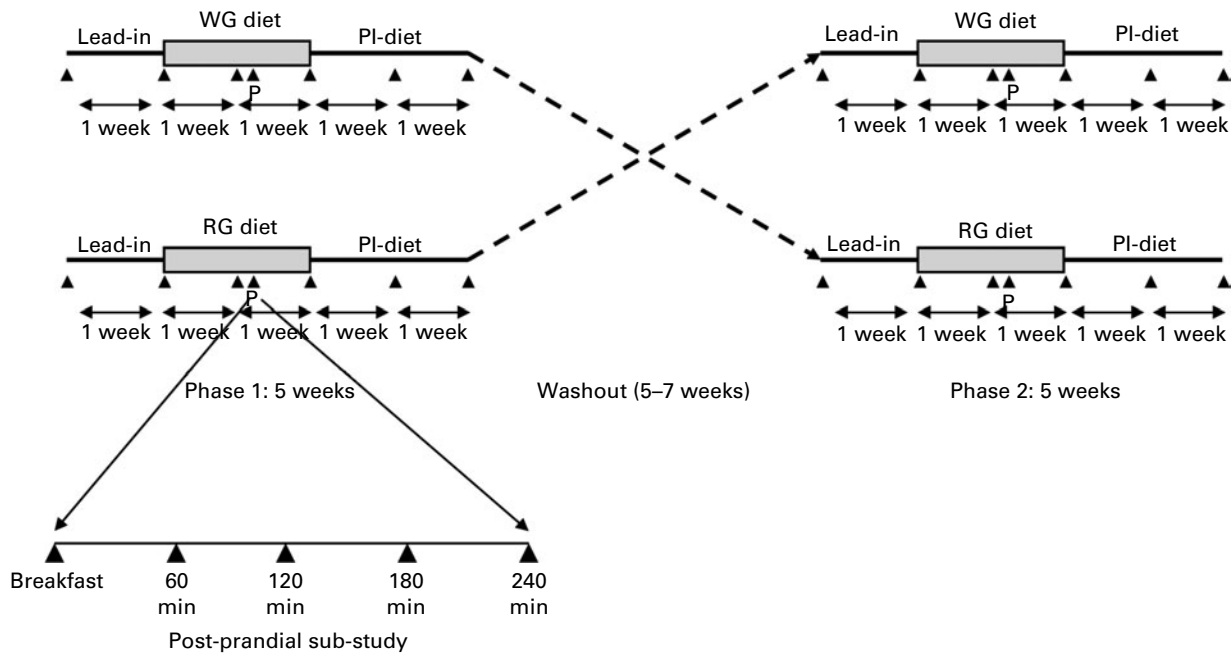 WG diet
Lead-in PI-diet
P
1 week 1 week 1 week 1 week 1 week
WG diet
Lead-in PI-diet
P
1 week 1 week 1 week 1 week 1 week
RG diet
Lead-in PI-diet
P
1 week 1 week 1 week 1 week 1 week
RG diet
Lead-in PI-diet
P
1 week 1 week 1 week 1 week 1 week
Phase 1: 5 weeks
Washout (5–7 weeks)
Phase 2: 5 weeks
Breakfast
60
min
120
min
180
min
240
min
Post-prandial sub-study